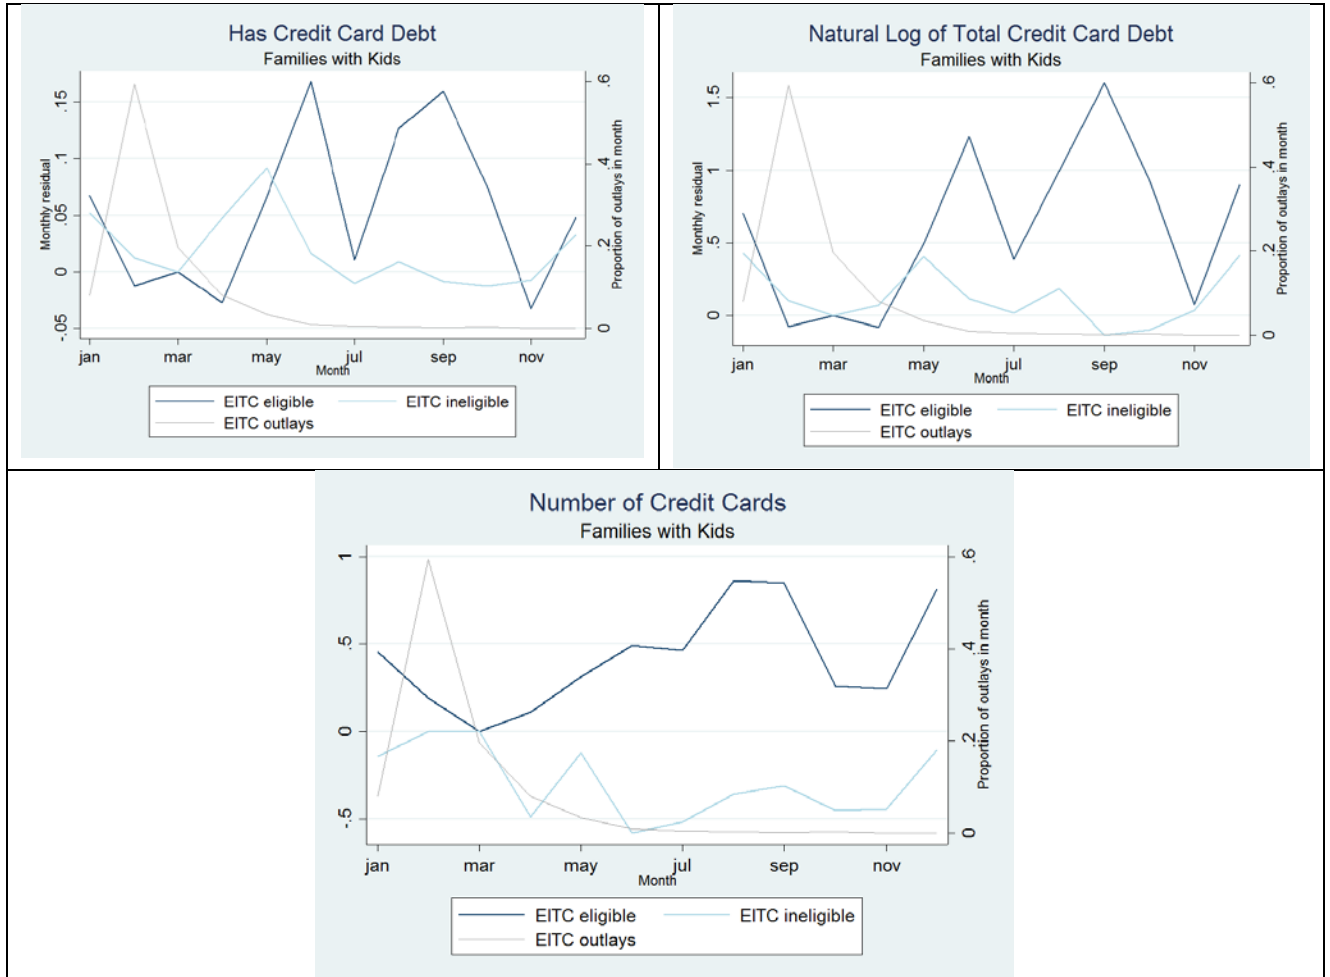 Has Credit Card Debt
Families with Kids
Monthly residual
.15
.1
.05
0
-.05
.6
.4
.2
0
Proportion of outlays in month
jan mar may jul sep nov
Month
EITC eligible EITC ineligible
EITC outlays
Natural Log of Total Credit Card Debt
Families with Kids
Monthly residual
1.5
1
.5
0
.6
.4
.2
0
Proportion of outlays in month
jan mar may jul sep nov
Month
EITC eligible EITC ineligible
EITC outlays
Number of Credit Cards
Families with Kids
1
.5
0
-.5
.6
.4
.2
0
Proportion of outlays in month
jan mar may jul sep nov
Month
EITC eligible EITC ineligible
EITC outlays